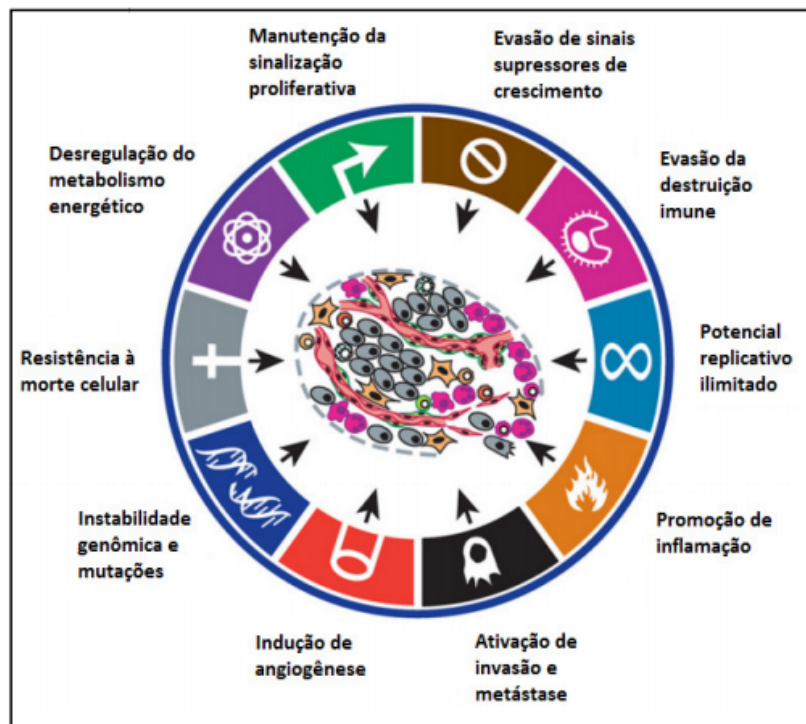 Manutenção da
sinalização
proliferativa
Evasão de sinais
supressores de
crescimento
Desregulação do
metabolismo
energético
Evasão da
destruição
imune
Resistência à
morte celular
Potencial
replicativo
ilimitado
Instabilidade
genômica e
mutações
Promoção de
inflamação
Indução de
angiogênese
Ativação de
invasão e
metástase